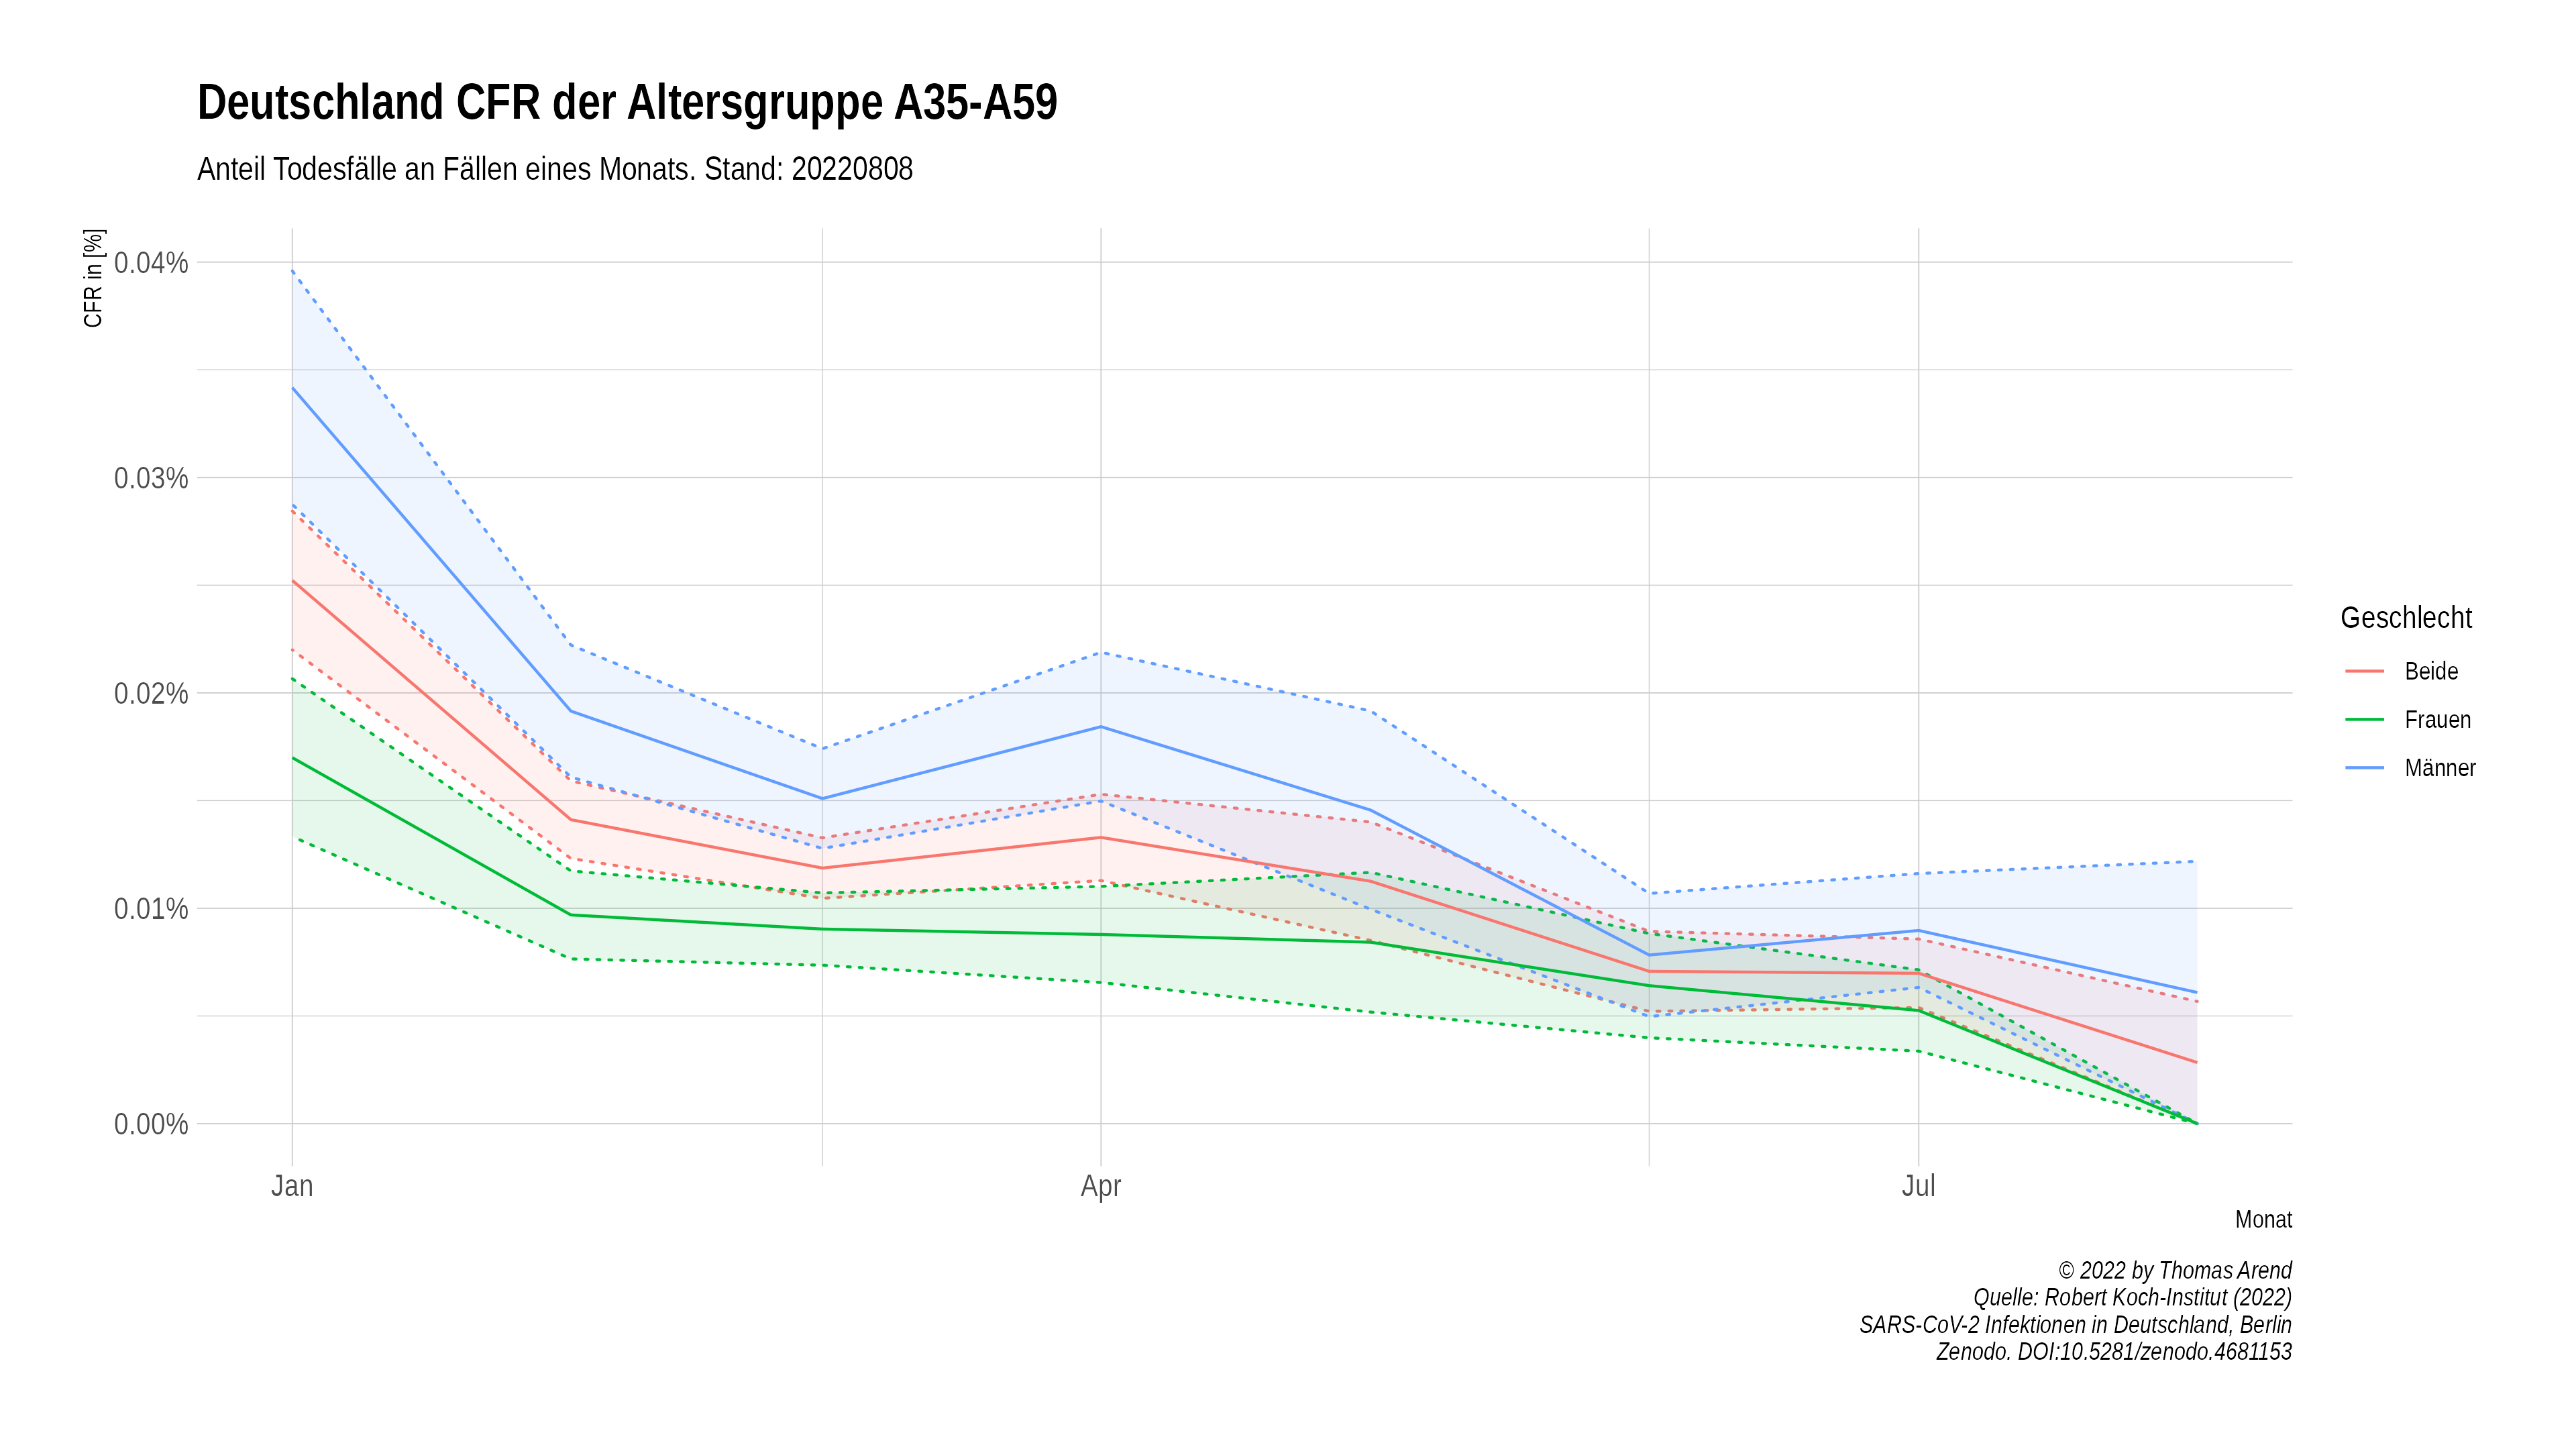 Deutschland CFR der Altersgruppe A35-A59
Anteil Todesfälle an Fällen eines Monats. Stand: 20220808
CFR in [%]
0.04%
0.03%
0.02%
0.01%
0.00%
Jan
Apr
Jul
Monat
Geschlecht
Beide
Frauen
Männer
© 2022 by Thomas Arend
Quelle: Robert Koch-Institut (2022)
SARS-CoV-2 Infektionen in Deutschland, Berlin
Zenodo. DOI:10.5281/zenodo.4681153